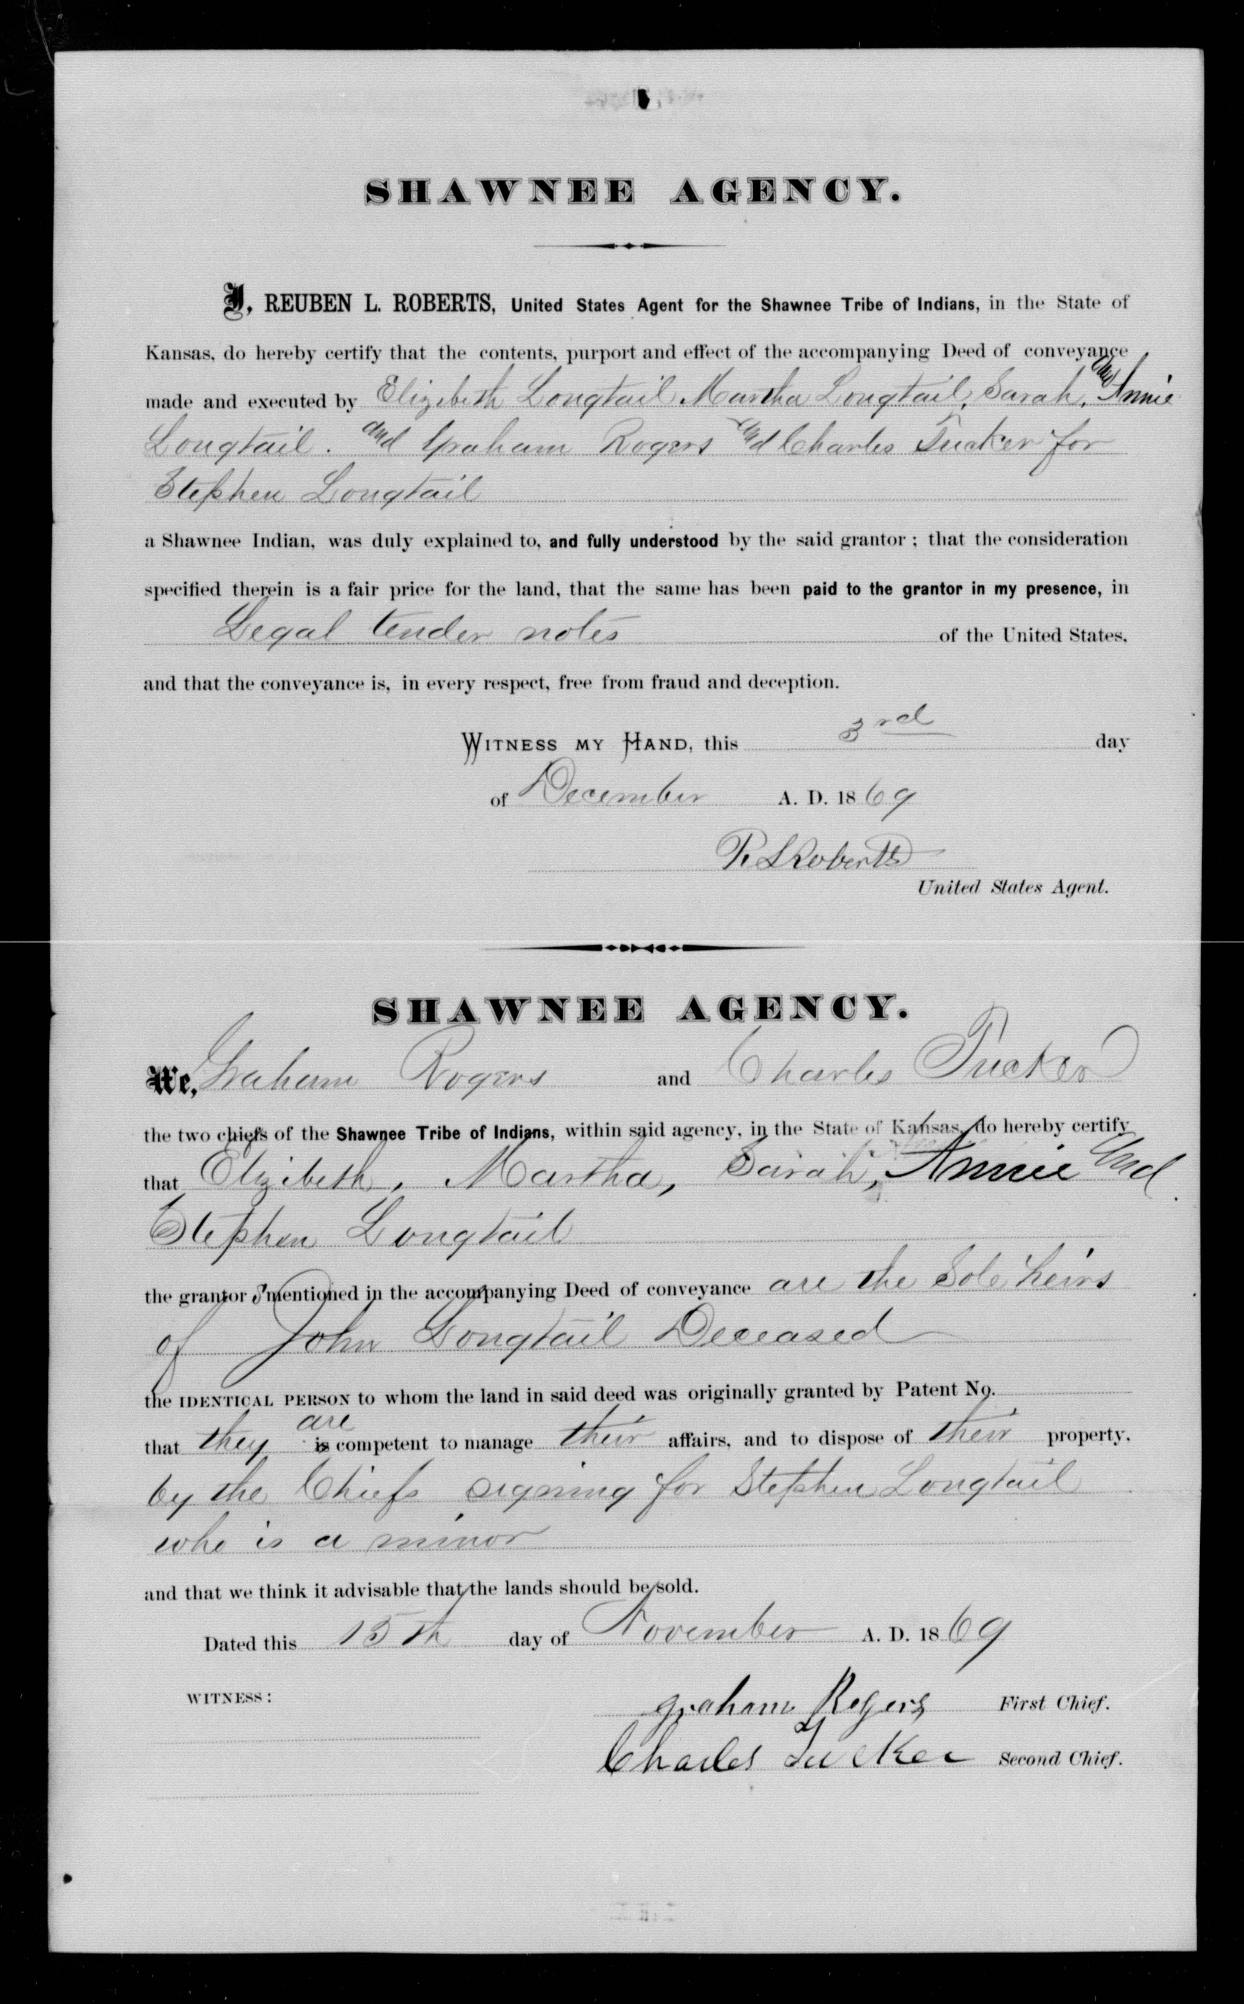 SHAWNEE AGENCY.
I, REUBEN L. ROBERTS, United States Agent for the Shawnee Tribe of Indians, in the State of
Kansas, do hereby certify that the contents, purport and effect of the accompanying Deed of conveyance
made and executed by Elizibeth Longtail Martha Longtail, Sarah, and Annie
Longtail. and Graham Rogers and Charles Tucker for
Stephen Longtail
a Shawnee Indian, was duly explained to, and fully understood by the said grantor; that the consideration
specified therein is a fair price for the land, that the same has been paid to the grantor in my presence, in
Legal tender notes of the United States,
and that the conveyance is, in every respect, free from fraud and deception.
WITNESS MY HAND, this 3rd day
of December A. D. 1869
R. L. Roberts
United States Agent.
SHAWNEE AGENCY.
We, Graham Rogers and Charles Tucker
the two chiefs of the Shawnee Tribe of Indians, within said agency, in the State of Kansas, do hereby certify
that Elizibeth, Martha, Sarah, Annie and
Stephen Longtail
the grantor s mentioned in the accompanying Deed of conveyance are the Sole heirs
of John Longtail Deceased
the IDENTICAL PERSON to whom the land in said deed was originally granted by Patent No.
that they are is competent to manage their affairs, and to dispose of their property,
by the Chiefs signing for Stephen Longtail
who is a minor
and that we think it advisable that the lands should be sold.
Dated this 15th day of November A. D. 1869
WITNESS:
graham Rogers First Chief.
Charles Tucker Second Chief.